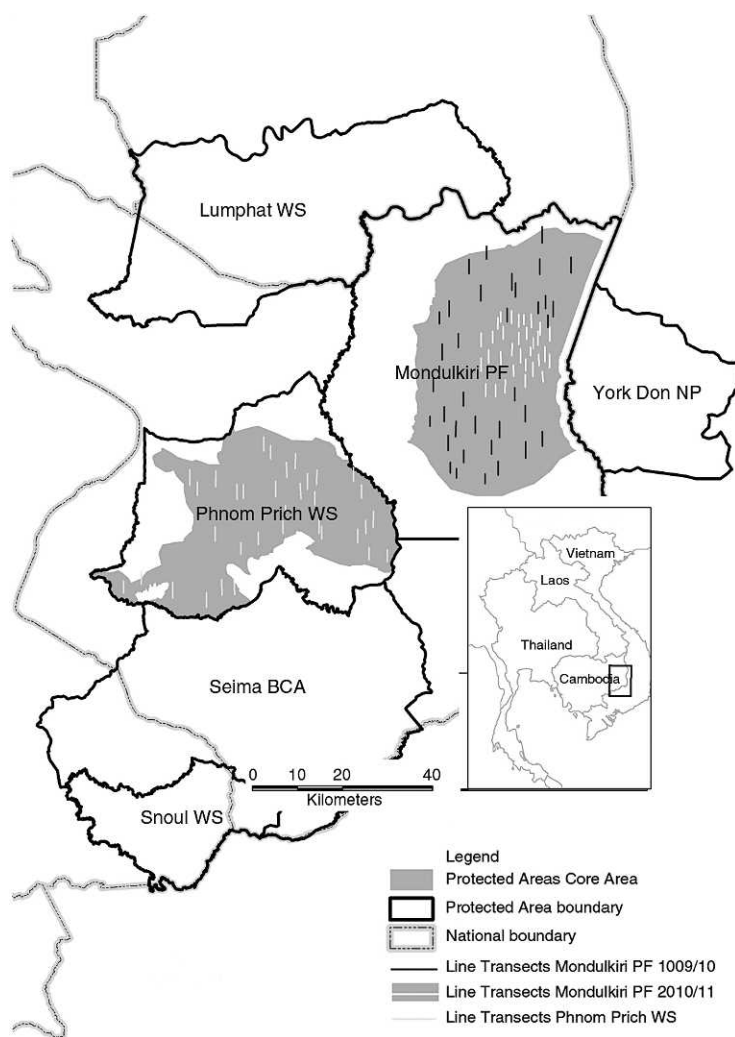 Lumphat WS
Mondulkiri PF
York Don NP
Phnom Prich WS
Vietnam
Laos
Thailand
Cambodia
Seima BCA
0 10 20 40
Kilometers
Snoul WS
Legend
Protected Areas Core Area
Protected Area boundary
National boundary
Line Transects Mondulkiri PF 1009/10
Line Transects Mondulkiri PF 2010/11
Line Transects Phnom Prich WS